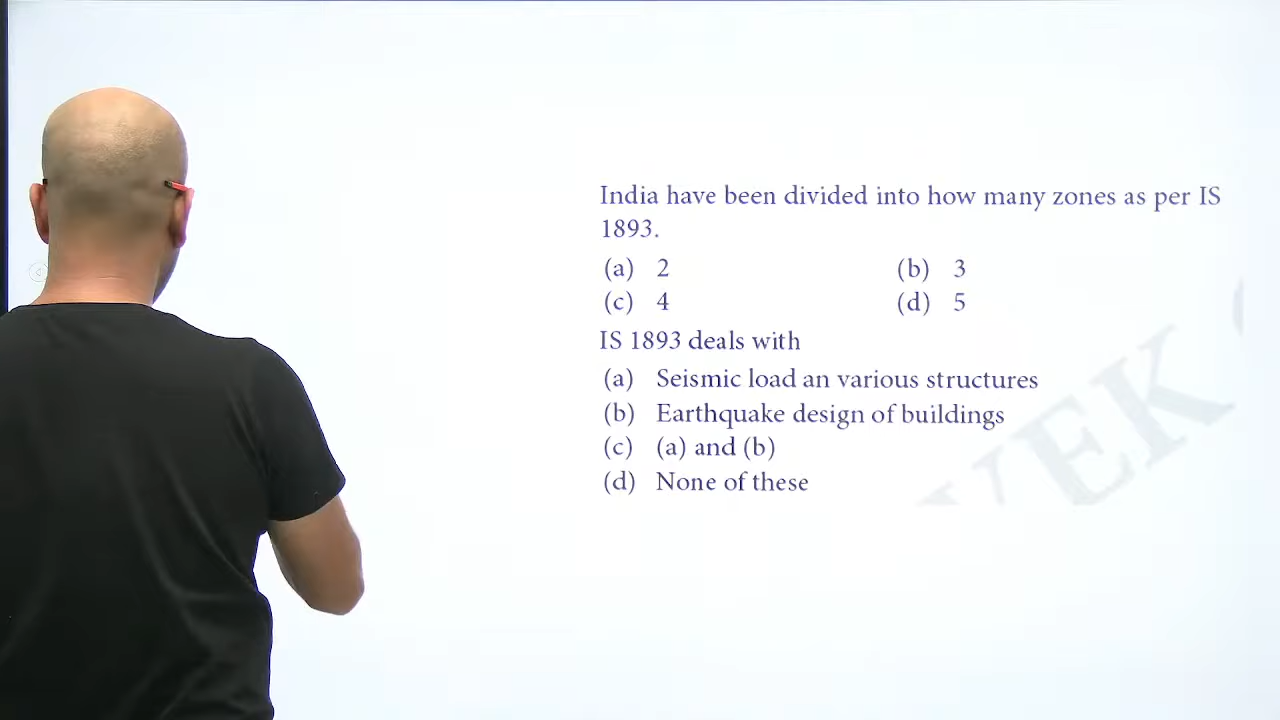 India have been divided into how many zones as per IS
1893.
(a) 2 (b) 3
(c) 4 (d) 5
IS 1893 deals with
(a) Seismic load an various structures
(b) Earthquake design of buildings
(c) (a) and (b)
(d) None of these